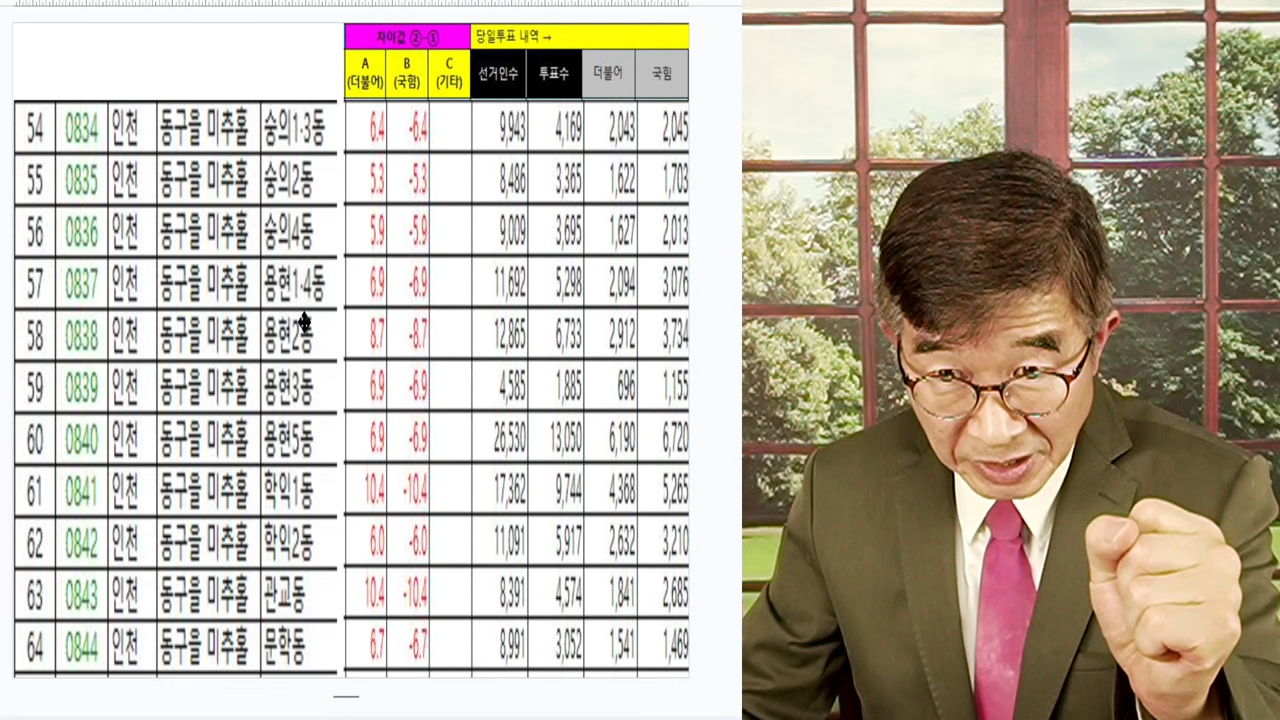 차이값 ②-① 당일투표 내역 →
A (더불어) B (국힘) C (기타) 선거인수 투표수 더불어 국힘
54 0834 인천 동구을 미추홀 숭의1·3동 6.4 -6.4 9,943 4,169 2,043 2,045
55 0835 인천 동구을 미추홀 숭의2동 5.3 -5.3 8,486 3,365 1,622 1,703
56 0836 인천 동구을 미추홀 숭의4동 5.9 -5.9 9,009 3,695 1,627 2,013
57 0837 인천 동구을 미추홀 용현1·4동 6.9 -6.9 11,692 5,298 2,094 3,076
58 0838 인천 동구을 미추홀 용현2동 8.7 -8.7 12,865 6,733 2,912 3,734
59 0839 인천 동구을 미추홀 용현3동 6.9 -6.9 4,585 1,885 696 1,155
60 0840 인천 동구을 미추홀 용현5동 6.9 -6.9 26,530 13,050 6,190 6,720
61 0841 인천 동구을 미추홀 학익1동 10.4 -10.4 17,362 9,744 4,368 5,265
62 0842 인천 동구을 미추홀 학익2동 6.0 -6.0 11,091 5,917 2,632 3,210
63 0843 인천 동구을 미추홀 관교동 10.4 -10.4 8,391 4,574 1,841 2,685
64 0844 인천 동구을 미추홀 문학동 6.7 -6.7 8,991 3,052 1,541 1,469